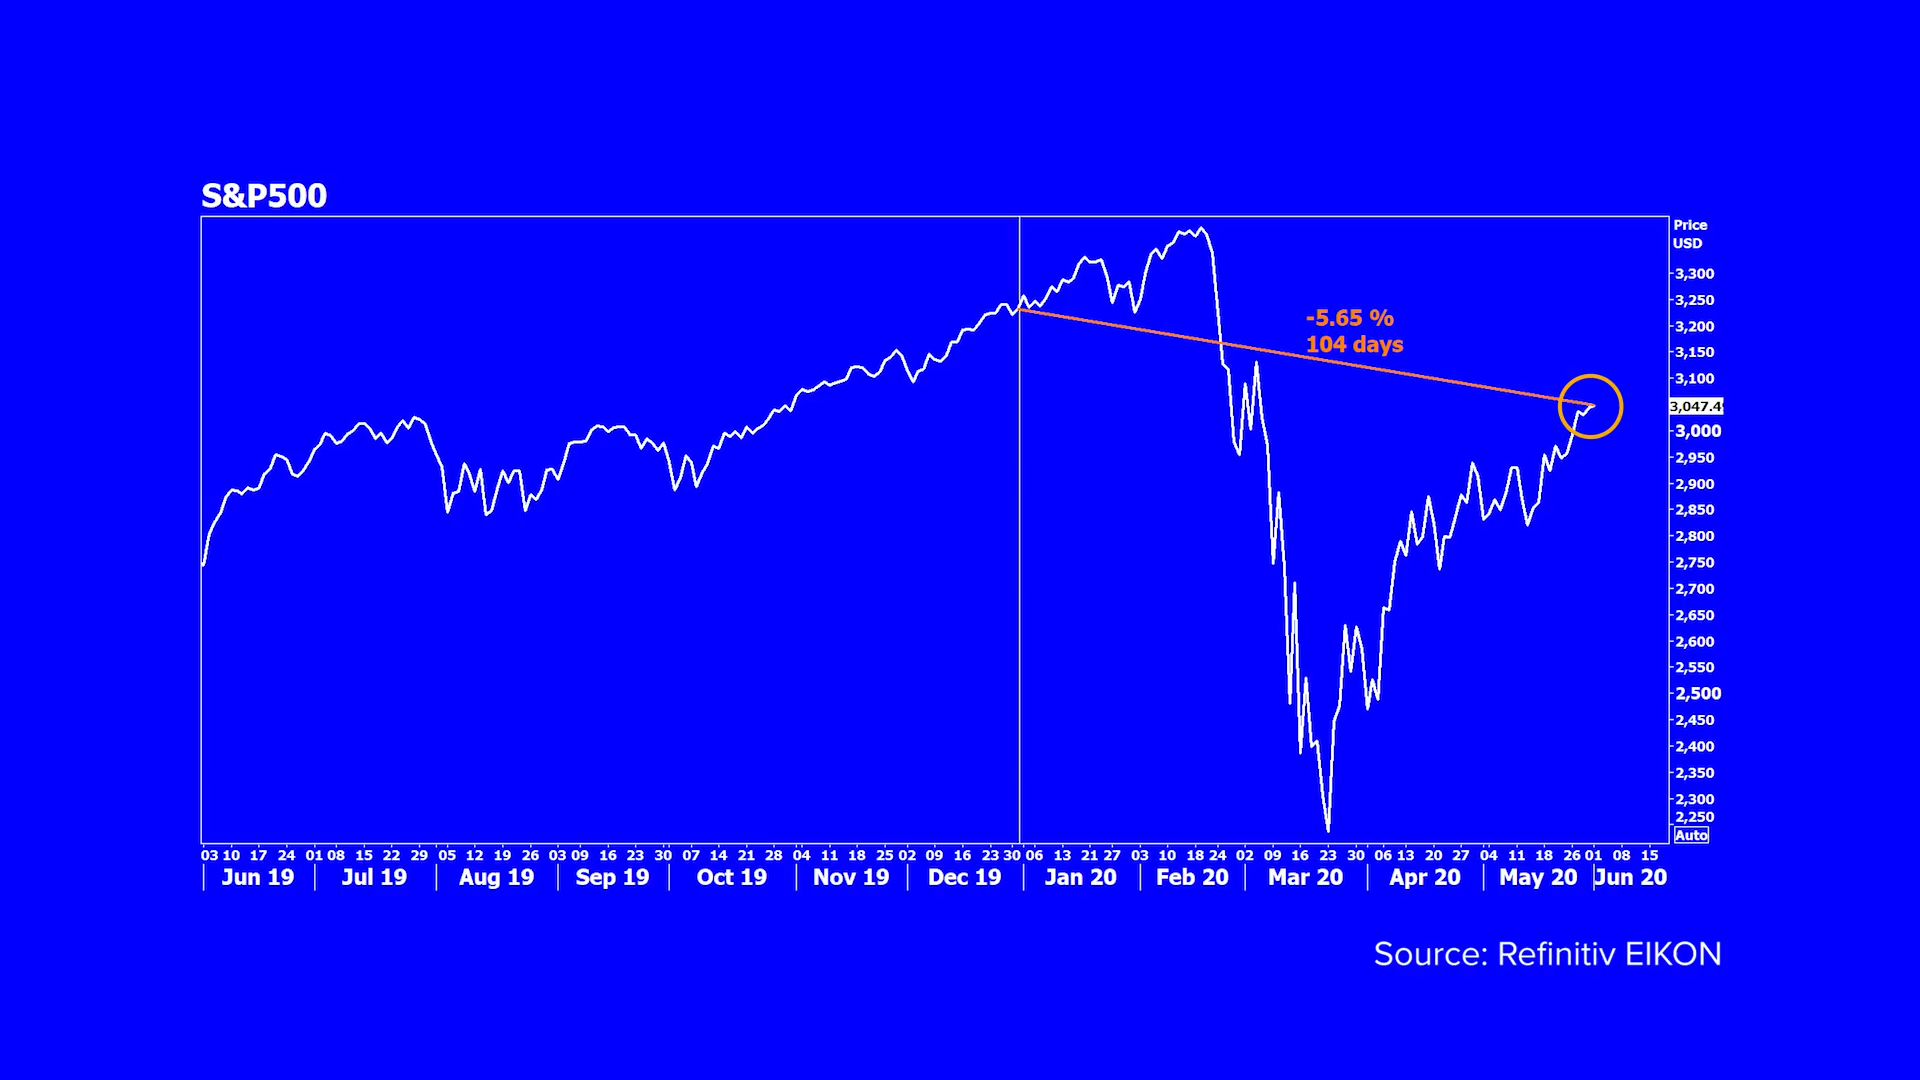 S&P500
Price
USD
3,300
3,250
3,200
3,150
3,100
3,047.4
3,000
2,950
2,900
2,850
2,800
2,750
2,700
2,650
2,600
2,550
2,500
2,450
2,400
2,350
2,300
2,250
Auto
-5.65 %
104 days
03 10 17 24 01 08 15 22 29 05 12 19 26 03 09 16 23 30 07 14 21 28 04 11 18 25 02 09 16 23 30 06 13 21 27 03 10 18 24 02 09 16 23 30 06 13 20 27 04 11 18 26 01 08 15
Jun 19 Jul 19 Aug 19 Sep 19 Oct 19 Nov 19 Dec 19 Jan 20 Feb 20 Mar 20 Apr 20 May 20 Jun 20
Source: Refinitiv EIKON